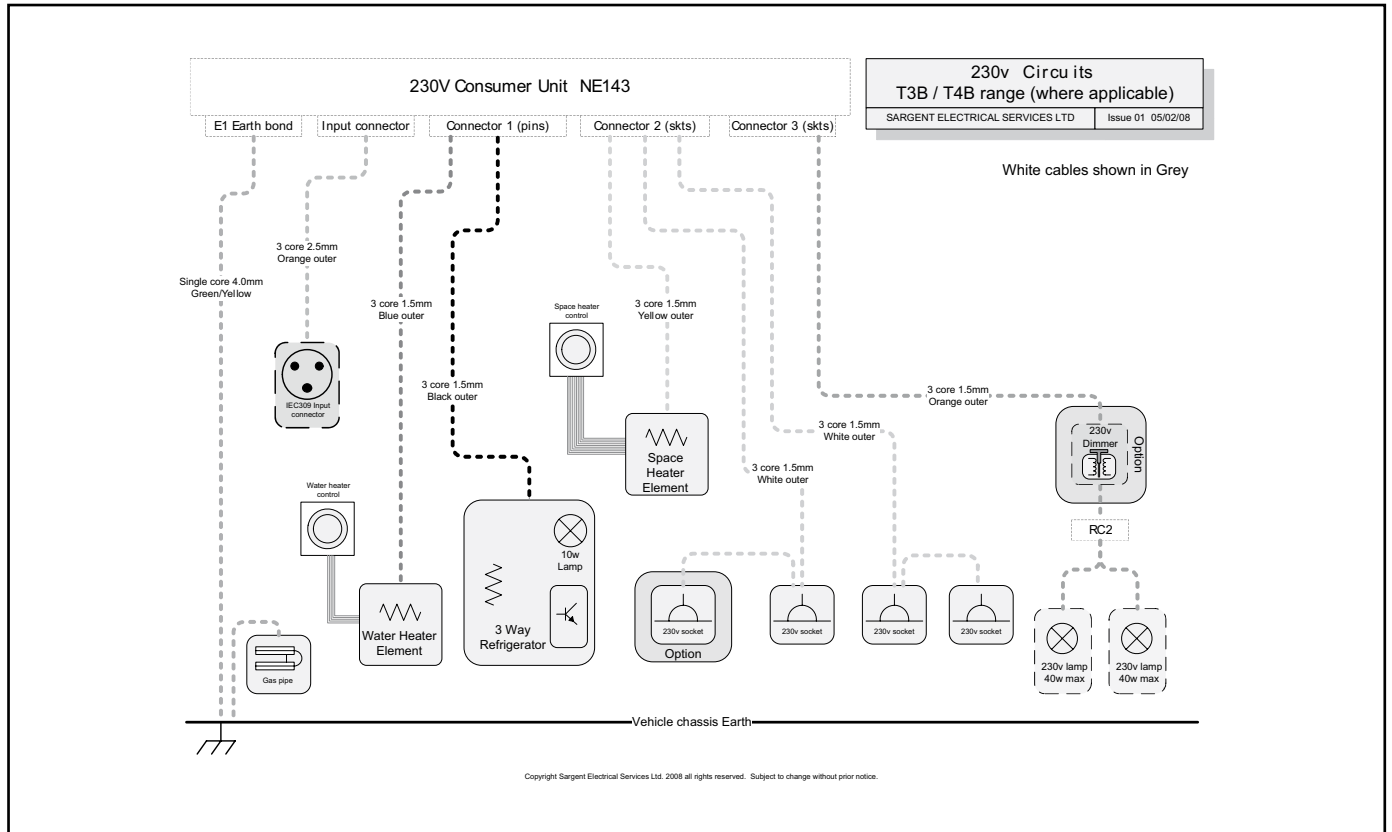 230V Consumer Unit NE143
230v Circuits
T3B / T4B range (where applicable)
SARGENT ELECTRICAL SERVICES LTD
Issue 01 05/02/08
E1 Earth bond
Input connector
Connector 1 (pins)
Connector 2 (skts)
Connector 3 (skts)
White cables shown in Grey
3 core 2.5mm
Orange outer
Single core 4.0mm
Green/Yellow
3 core 1.5mm
Blue outer
Space heater
control
3 core 1.5mm
Yellow outer
3 core 1.5mm
Black outer
3 core 1.5mm
Orange outer
IEC309 Input
connector
3 core 1.5mm
White outer
230v
Dimmer
Option
Space
Heater
Element
3 core 1.5mm
White outer
Water heater
control
RC2
10w
Lamp
3 Way
Refrigerator
Water Heater
Element
230v socket
Option
230v socket
230v socket
230v socket
230v lamp
40w max
230v lamp
40w max
Gas pipe
Vehicle chassis Earth
Copyright Sargent Electrical Services Ltd. 2008 all rights reserved. Subject to change without prior notice.